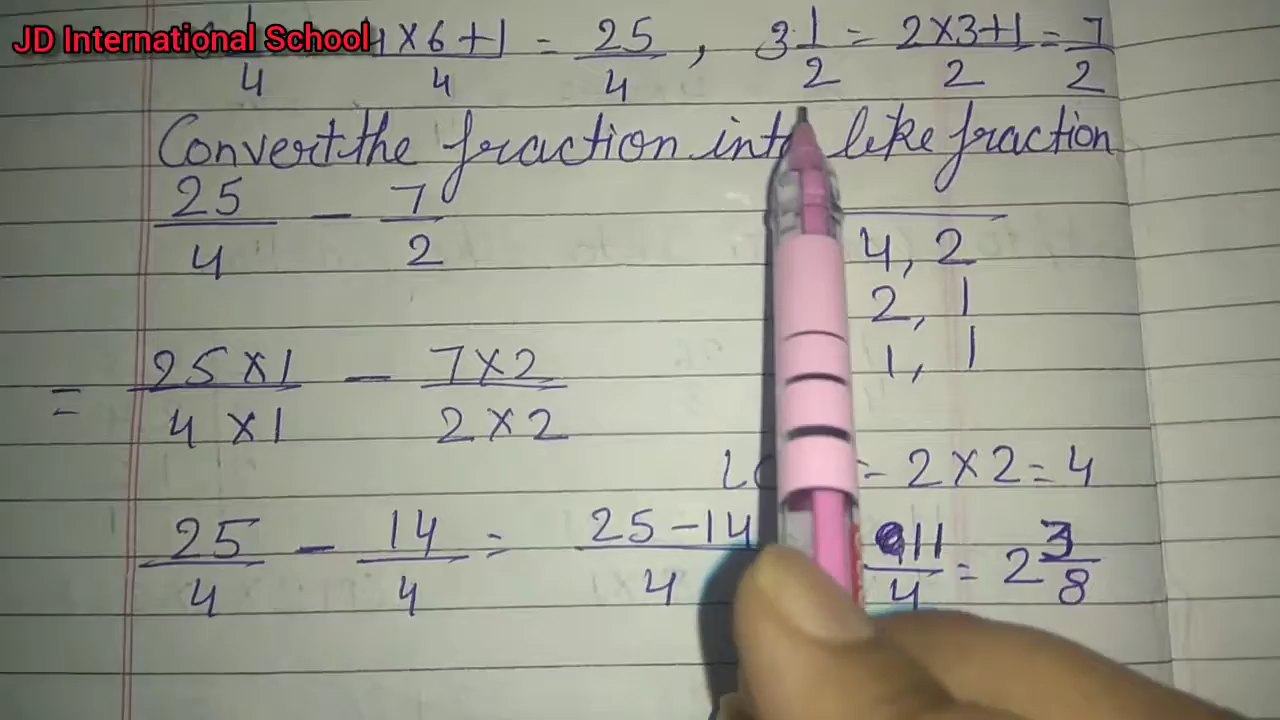 JD International School
1/4 4×6+1/4 = 25/4 , 3 1/2 = 2×3+1/2 = 7/2
Convert the fraction into like fraction
25/4 - 7/2
4, 2
2, 1
1, 1
= 25×1/4×1 - 7×2/2×2
= 2×2=4
25/4 - 14/4 = 25-14/4 11/4 = 2 3/8